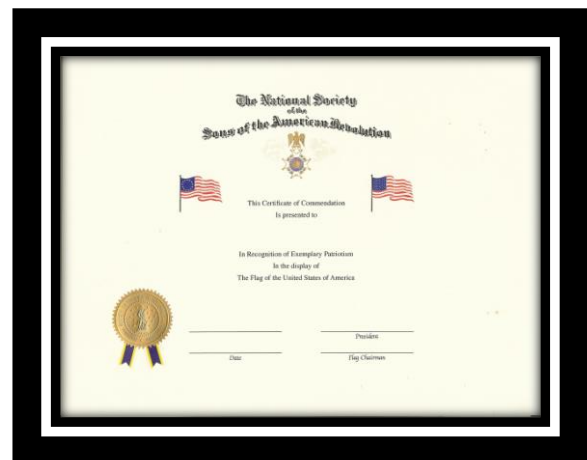 The National Society
of the
Sons of the American Revolution
This Certificate of Commendation
Is presented to
In Recognition of Exemplary Patriotism
In the display of
The Flag of the United States of America
President
Date
Flag Chairman